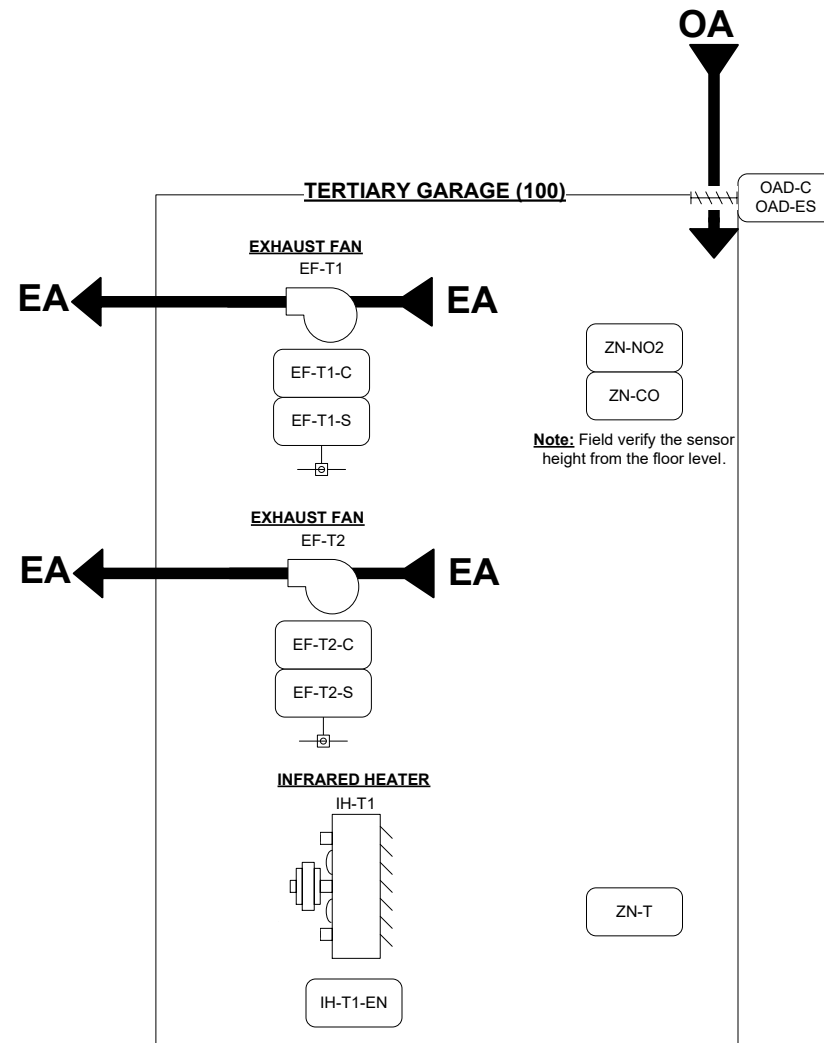 OA
TERTIARY GARAGE (100)
OAD-C
OAD-ES
EXHAUST FAN
EF-T1
EA
EA
EF-T1-C
EF-T1-S
ZN-NO2
ZN-CO
Note: Field verify the sensor
height from the floor level.
EXHAUST FAN
EF-T2
EA
EA
EF-T2-C
EF-T2-S
INFRARED HEATER
IH-T1
ZN-T
IH-T1-EN